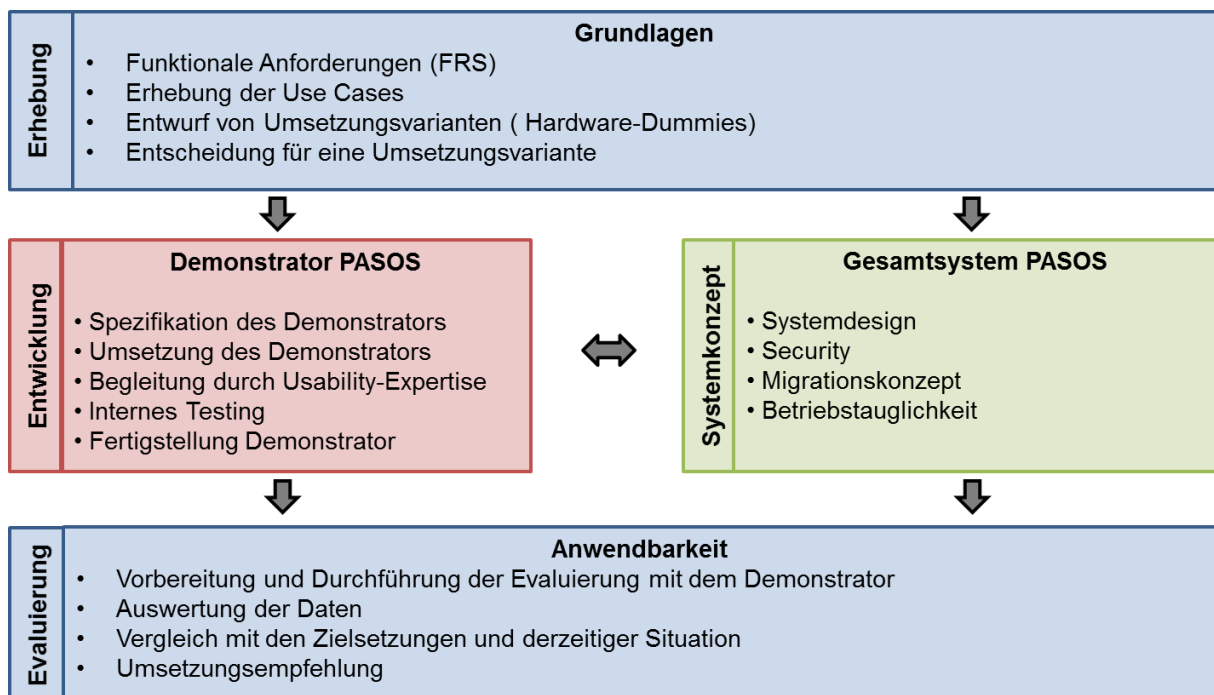 Erhebung
Grundlagen
• Funktionale Anforderungen (FRS)
• Erhebung der Use Cases
• Entwurf von Umsetzungsvarianten ( Hardware-Dummies)
• Entscheidung für eine Umsetzungsvariante
Entwicklung
Demonstrator PASOS
• Spezifikation des Demonstrators
• Umsetzung des Demonstrators
• Begleitung durch Usability-Expertise
• Internes Testing
• Fertigstellung Demonstrator
Systemkonzept
Gesamtsystem PASOS
• Systemdesign
• Security
• Migrationskonzept
• Betriebstauglichkeit
Evaluierung
Anwendbarkeit
• Vorbereitung und Durchführung der Evaluierung mit dem Demonstrator
• Auswertung der Daten
• Vergleich mit den Zielsetzungen und derzeitiger Situation
• Umsetzungsempfehlung